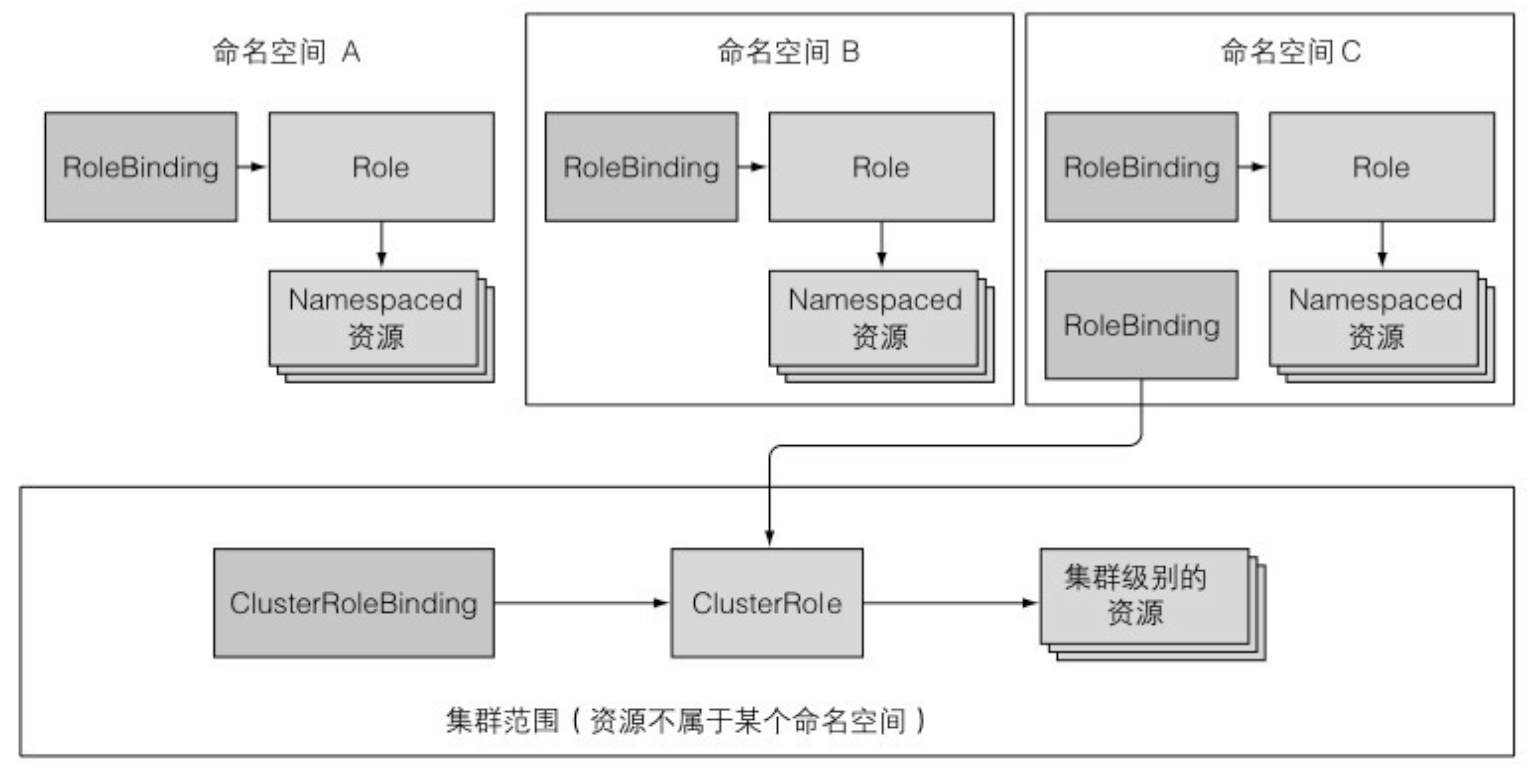 命名空间 A
RoleBinding
Role
Namespaced
资源
命名空间 B
RoleBinding
Role
Namespaced
资源
命名空间 C
RoleBinding
Role
RoleBinding
Namespaced
资源
ClusterRoleBinding
ClusterRole
集群级别的
资源
集群范围（资源不属于某个命名空间）